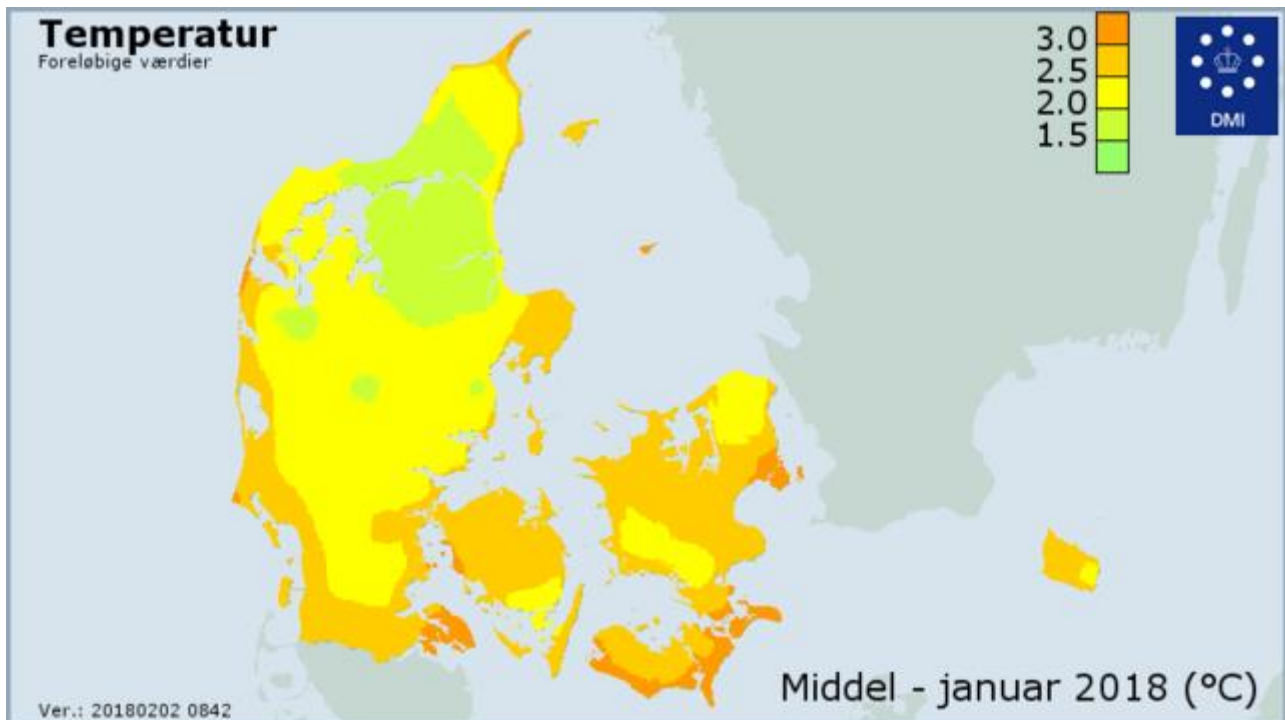 Temperatur
Foreløbige værdier
3.0
2.5
2.0
1.5
DMI
Middel - januar 2018 (°C)
Ver.: 20180202 0842